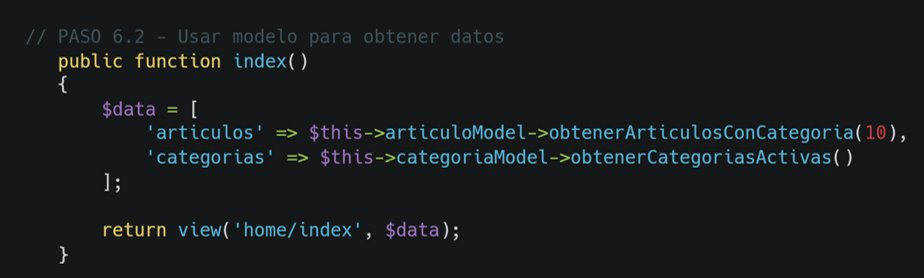 // PASO 6.2 - Usar modelo para obtener datos
public function index()
{
$data = [
'articulos' => $this->articuloModel->obtenerArticulosConCategoria(10),
'categorias' => $this->categoriaModel->obtenerCategoriasActivas()
];
return view('home/index', $data);
}